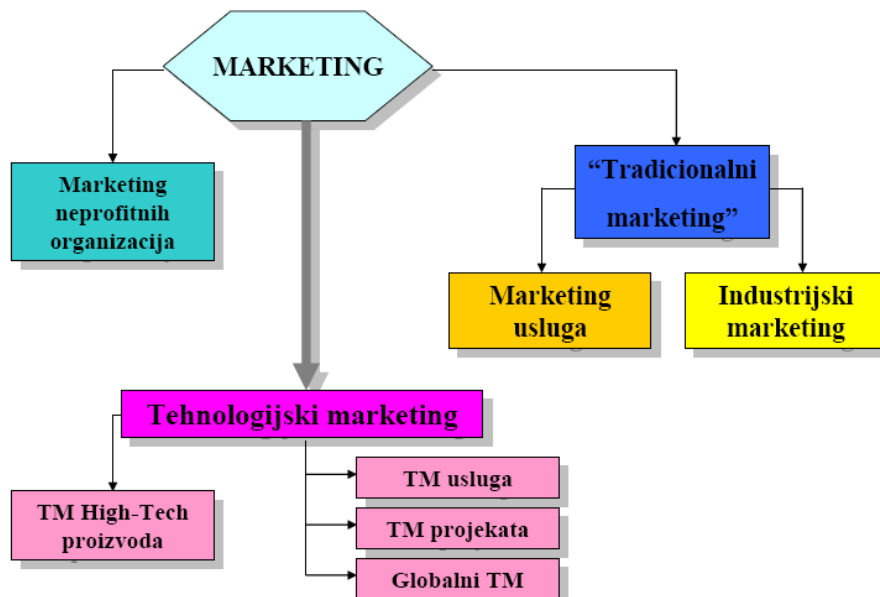 MARKETING
Marketing
neprofitnih
organizacija
“Tradicionalni
marketing”
Marketing
usluga
Industrijski
marketing
Tehnologijski marketing
TM High-Tech
proizvoda
TM usluga
TM projekata
Globalni TM